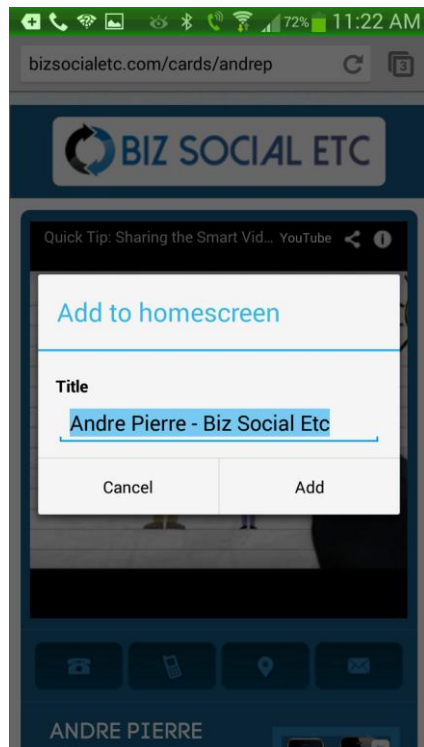 72% 11:22 AM
bizsocialetc.com/cards/andrep 3
BIZ SOCIAL ETC
Quick Tip: Sharing the Smart Vid... YouTube
Add to homescreen
Title
Andre Pierre - Biz Social Etc
Cancel Add
ANDRE PIERRE